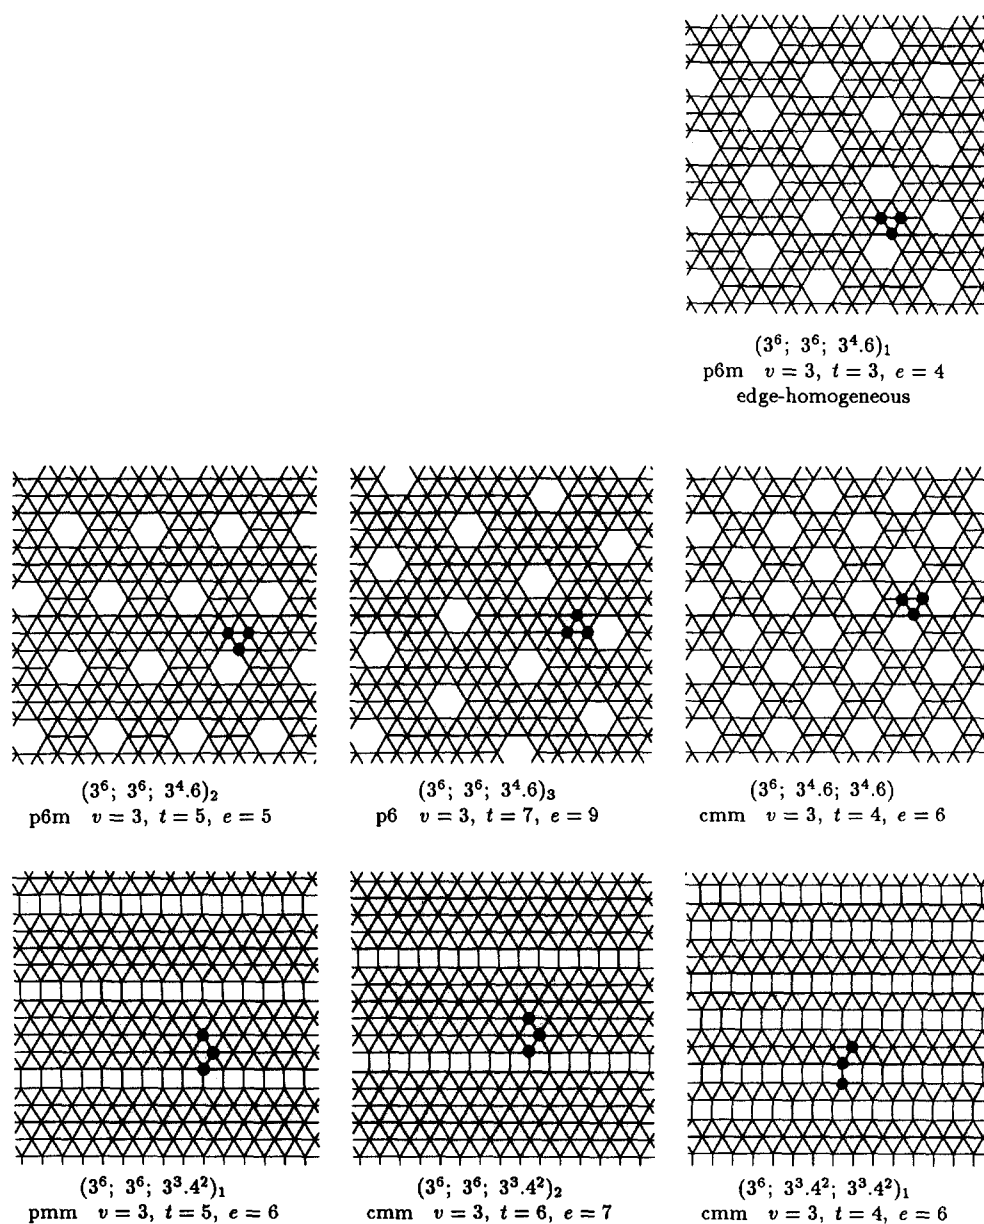 (3⁶; 3⁶; 3⁴.6)₁
p6m v = 3, t = 3, e = 4
edge-homogeneous
(3⁶; 3⁶; 3⁴.6)₂
p6m v = 3, t = 5, e = 5
(3⁶; 3⁶; 3⁴.6)₃
p6 v = 3, t = 7, e = 9
(3⁶; 3⁴.6; 3⁴.6)
cmm v = 3, t = 4, e = 6
(3⁶; 3⁶; 3³.4²)₁
pmm v = 3, t = 5, e = 6
(3⁶; 3⁶; 3³.4²)₂
cmm v = 3, t = 6, e = 7
(3⁶; 3³.4²; 3³.4²)₁
cmm v = 3, t = 4, e = 6